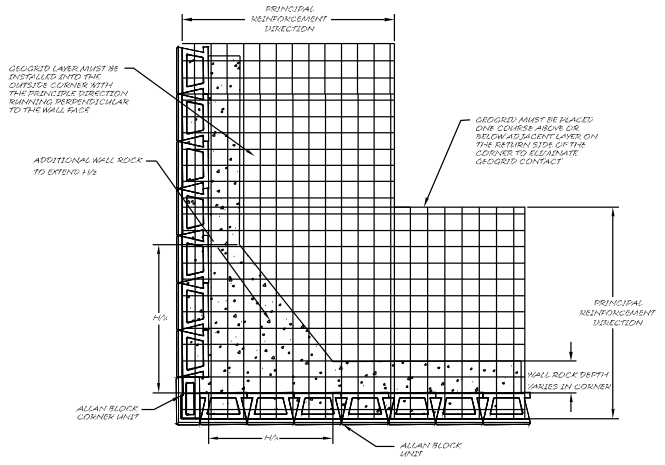 PRINCIPAL
REINFORCEMENT
DIRECTION
GEOGRID LAYER MUST BE
INSTALLED INTO THE
OUTSIDE CORNER WITH
THE PRINCIPLE DIRECTION
RUNNING PERPENDICULAR
TO THE WALL FACE
GEOGRID MUST BE PLACED
ONE COURSE ABOVE OR
BELOW ADJACENT LAYER ON
THE RETURN SIDE OF THE
CORNER TO ELIMINATE
GEOGRID CONTACT
ADDITIONAL WALL ROCK
TO EXTEND H/2
PRINCIPAL
REINFORCEMENT
DIRECTION
H/2
WALL ROCK DEPTH
VARIES IN CORNER
ALLAN BLOCK
CORNER UNIT
H/2
ALLAN BLOCK
UNIT